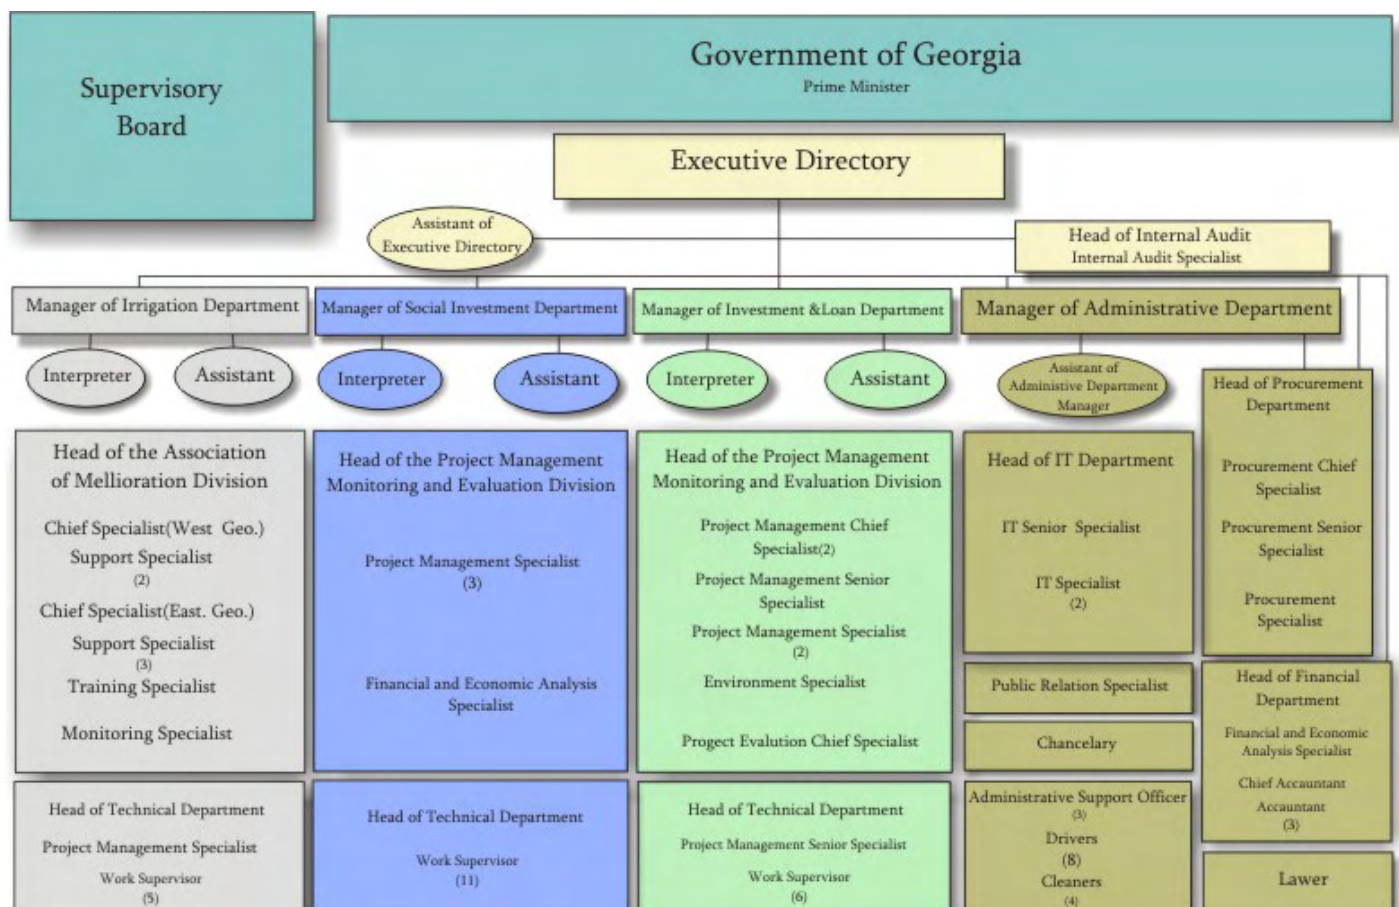 Supervisory
Board
Government of Georgia
Prime Minister
Executive Directory
Assistant of
Executive Directory
Head of Internal Audit
Internal Audit Specialist
Manager of Irrigation Department
Manager of Social Investment Department
Manager of Investment &Loan Department
Manager of Administrative Department
Interpreter
Assistant
Interpreter
Assistant
Interpreter
Assistant
Assistant of
Administive Department
Manager
Head of the Association
of Mellioration Division
Chief Specialist(West Geo.)
Support Specialist
(2)
Chief Specialist(East. Geo.)
Support Specialist
(3)
Training Specialist
Monitoring Specialist
Head of the Project Management
Monitoring and Evaluation Division
Project Management Specialist
(3)
Financial and Economic Analysis
Specialist
Head of the Project Management
Monitoring and Evaluation Division
Project Management Chief
Specialist(2)
Project Management Senior
Specialist
Project Management Specialist
(2)
Environment Specialist
Progect Evalution Chief Specialist
Head of IT Department
IT Senior Specialist
IT Specialist
(2)
Public Relation Specialist
Chancelary
Head of Procurement
Department
Procurement Chief
Specialist
Procurement Senior
Specialist
Procurement
Specialist
Head of Financial
Department
Financial and Economic
Analysis Specialist
Chief Accauntant
Accauntant
(3)
Head of Technical Department
Project Management Specialist
Work Supervisor
(5)
Head of Technical Department
Work Supervisor
(11)
Head of Technical Department
Project Management Senior Specialist
Work Supervisor
(6)
Administrative Support Officer
(3)
Drivers
(8)
Cleaners
(4)
Lawer